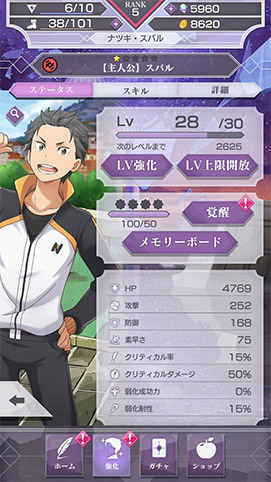 6/10
RANK
5
5960
38/101
8620
ナツキ・スバル
【主人公】スバル
ステータス
スキル
詳細
Lv 28 /30
次のレベルまで 2625
LV強化
LV上限開放
100/50
覚醒
メモリーボード
HP 4769
攻撃 252
防御 168
素早さ 75
クリティカル率 15%
クリティカルダメージ 50%
弱化成功力 0%
弱化耐性 15%
ホーム
強化
ガチャ
ショップ